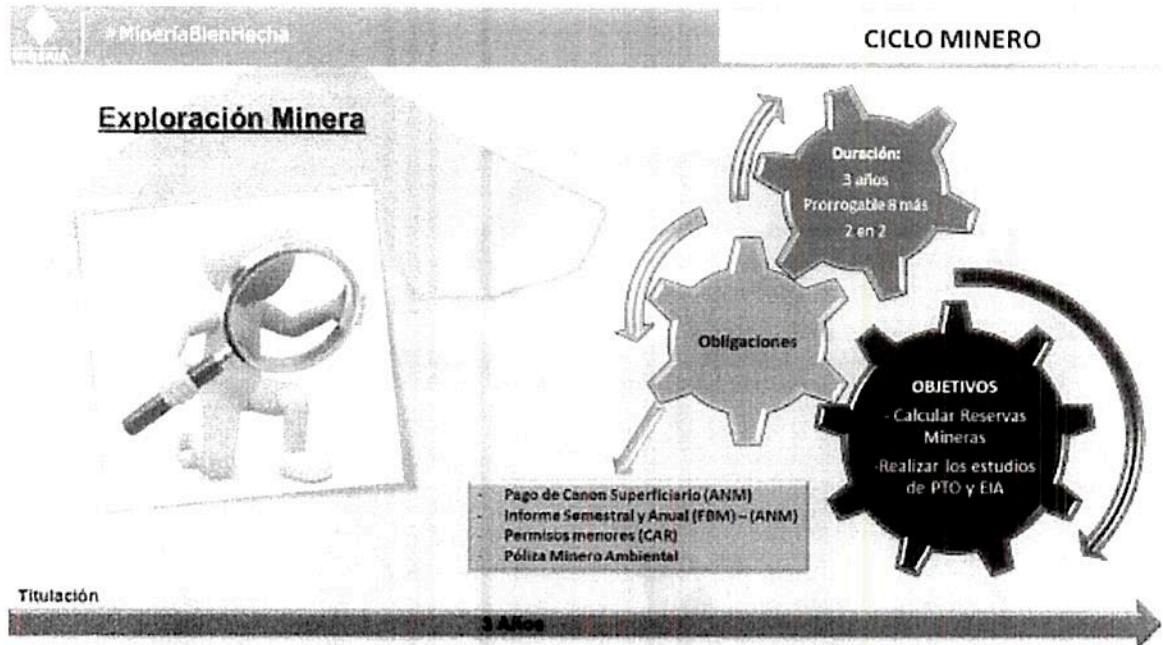 #MineríaBienHecha
CICLO MINERO
Exploración Minera
Duración:
3 años
Prorrogable 8 más
2 en 2
Obligaciones
OBJETIVOS
- Calcular Reservas
Mineras
-Realizar los estudios
de PTO y EIA
- Pago de Canon Superficiario (ANM)
- Informe Semestral y Anual (FBM) – (ANM)
- Permisos menores (CAR)
- Póliza Minero Ambiental
Titulación
3 Años